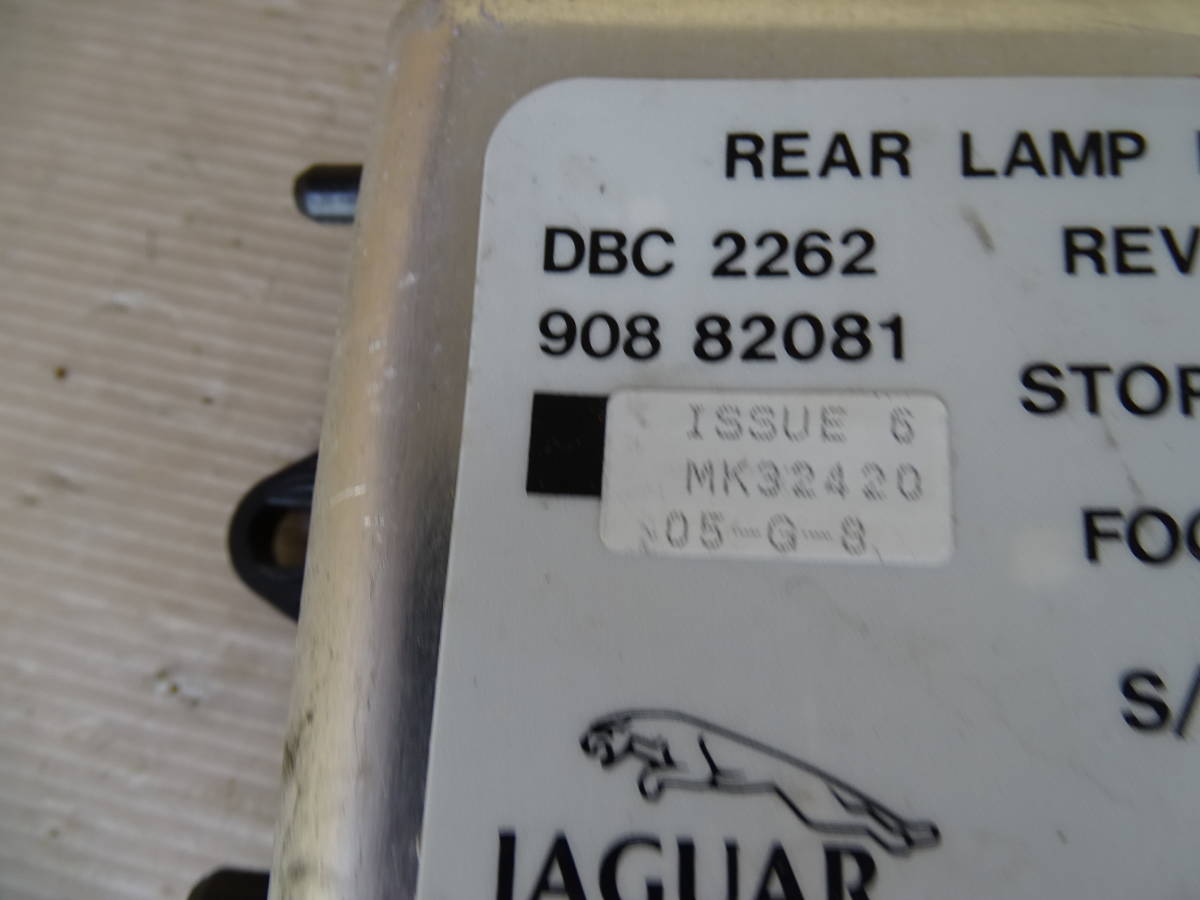 REAR LAMP
DBC 2262 REV
908 82081
STOP
ISSUE 6
MK32420
05-G-8
FOG
S/
JAGUAR